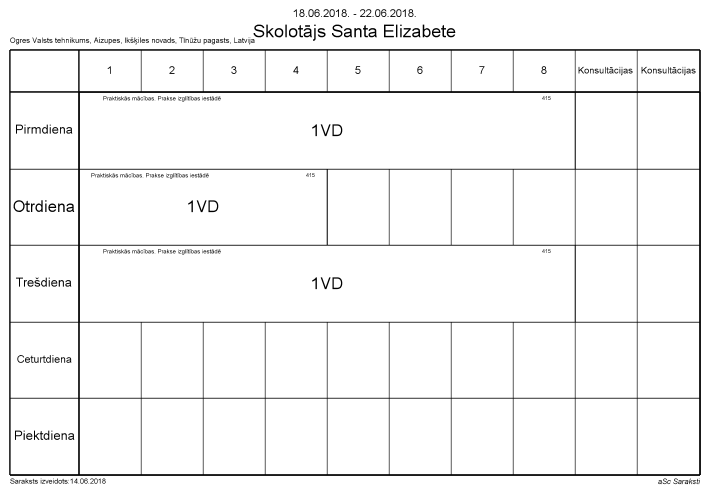 18.06.2018. - 22.06.2018.
Skolotājs Santa Elizabete
Ogres Valsts tehnikums, Aizupes, Ikšķiles novads, Tīnūžu pagasts, Latvija
1 2 3 4 5 6 7 8 Konsultācijas Konsultācijas
Praktiskās mācības. Prakse izglītības iestādē 415
Pirmdiena 1VD
Praktiskās mācības. Prakse izglītības iestādē 415
Otrdiena 1VD
Praktiskās mācības. Prakse izglītības iestādē 415
Trešdiena 1VD
Ceturtdiena
Piektdiena
Saraksts izveidots:14.06.2018 aSc Saraksti